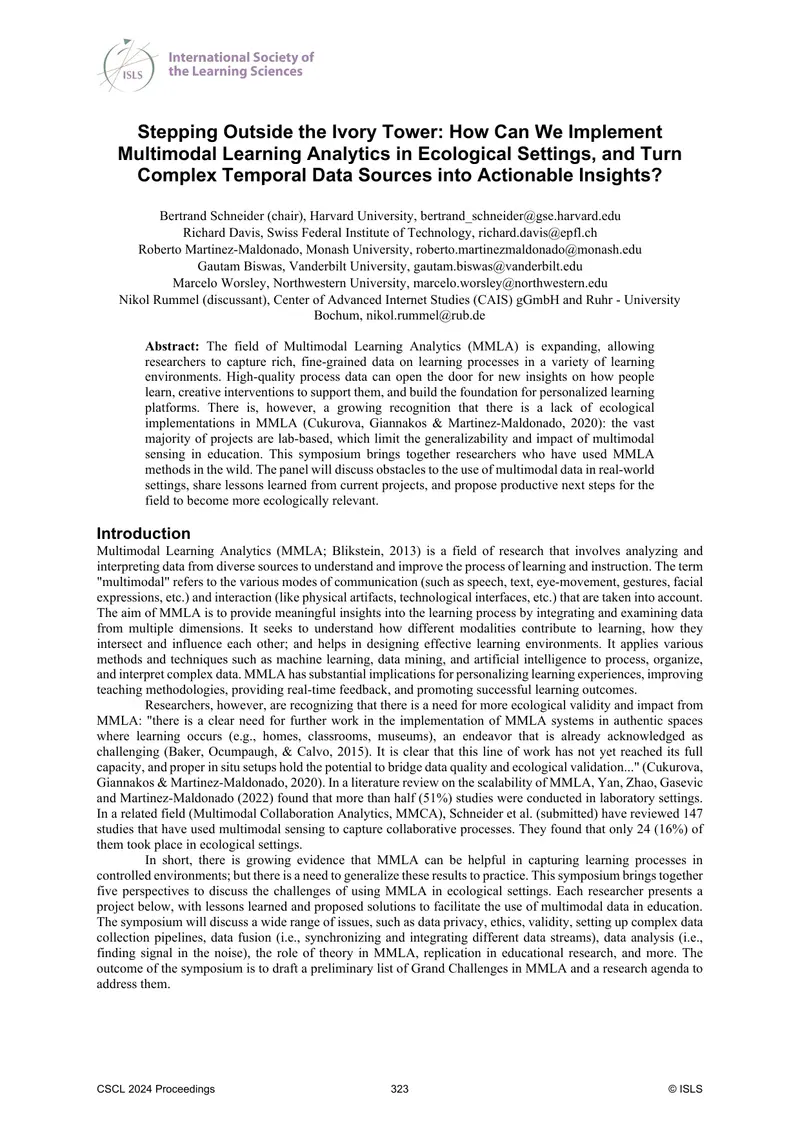 ISLS
International Society of
the Learning Sciences
Stepping Outside the Ivory Tower: How Can We Implement
Multimodal Learning Analytics in Ecological Settings, and Turn
Complex Temporal Data Sources into Actionable Insights?
Bertrand Schneider (chair), Harvard University, bertrand_schneider@gse.harvard.edu
Richard Davis, Swiss Federal Institute of Technology, richard.davis@epfl.ch
Roberto Martinez-Maldonado, Monash University, roberto.martinezmaldonado@monash.edu
Gautam Biswas, Vanderbilt University, gautam.biswas@vanderbilt.edu
Marcelo Worsley, Northwestern University, marcelo.worsley@northwestern.edu
Nikol Rummel (discussant), Center of Advanced Internet Studies (CAIS) gGmbH and Ruhr - University
Bochum, nikol.rummel@rub.de
Abstract: The field of Multimodal Learning Analytics (MMLA) is expanding, allowing
researchers to capture rich, fine-grained data on learning processes in a variety of learning
environments. High-quality process data can open the door for new insights on how people
learn, creative interventions to support them, and build the foundation for personalized learning
platforms. There is, however, a growing recognition that there is a lack of ecological
implementations in MMLA (Cukurova, Giannakos & Martinez-Maldonado, 2020): the vast
majority of projects are lab-based, which limit the generalizability and impact of multimodal
sensing in education. This symposium brings together researchers who have used MMLA
methods in the wild. The panel will discuss obstacles to the use of multimodal data in real-world
settings, share lessons learned from current projects, and propose productive next steps for the
field to become more ecologically relevant.
Introduction
Multimodal Learning Analytics (MMLA; Blikstein, 2013) is a field of research that involves analyzing and
interpreting data from diverse sources to understand and improve the process of learning and instruction. The term
"multimodal" refers to the various modes of communication (such as speech, text, eye-movement, gestures, facial
expressions, etc.) and interaction (like physical artifacts, technological interfaces, etc.) that are taken into account.
The aim of MMLA is to provide meaningful insights into the learning process by integrating and examining data
from multiple dimensions. It seeks to understand how different modalities contribute to learning, how they
intersect and influence each other; and helps in designing effective learning environments. It applies various
methods and techniques such as machine learning, data mining, and artificial intelligence to process, organize,
and interpret complex data. MMLA has substantial implications for personalizing learning experiences, improving
teaching methodologies, providing real-time feedback, and promoting successful learning outcomes.
Researchers, however, are recognizing that there is a need for more ecological validity and impact from
MMLA: "there is a clear need for further work in the implementation of MMLA systems in authentic spaces
where learning occurs (e.g., homes, classrooms, museums), an endeavor that is already acknowledged as
challenging (Baker, Ocumpaugh, & Calvo, 2015). It is clear that this line of work has not yet reached its full
capacity, and proper in situ setups hold the potential to bridge data quality and ecological validation..." (Cukurova,
Giannakos & Martinez-Maldonado, 2020). In a literature review on the scalability of MMLA, Yan, Zhao, Gasevic
and Martinez-Maldonado (2022) found that more than half (51%) studies were conducted in laboratory settings.
In a related field (Multimodal Collaboration Analytics, MMCA), Schneider et al. (submitted) have reviewed 147
studies that have used multimodal sensing to capture collaborative processes. They found that only 24 (16%) of
them took place in ecological settings.
In short, there is growing evidence that MMLA can be helpful in capturing learning processes in
controlled environments; but there is a need to generalize these results to practice. This symposium brings together
five perspectives to discuss the challenges of using MMLA in ecological settings. Each researcher presents a
project below, with lessons learned and proposed solutions to facilitate the use of multimodal data in education.
The symposium will discuss a wide range of issues, such as data privacy, ethics, validity, setting up complex data
collection pipelines, data fusion (i.e., synchronizing and integrating different data streams), data analysis (i.e.,
finding signal in the noise), the role of theory in MMLA, replication in educational research, and more. The
outcome of the symposium is to draft a preliminary list of Grand Challenges in MMLA and a research agenda to
address them.
CSCL 2024 Proceedings
323
© ISLS